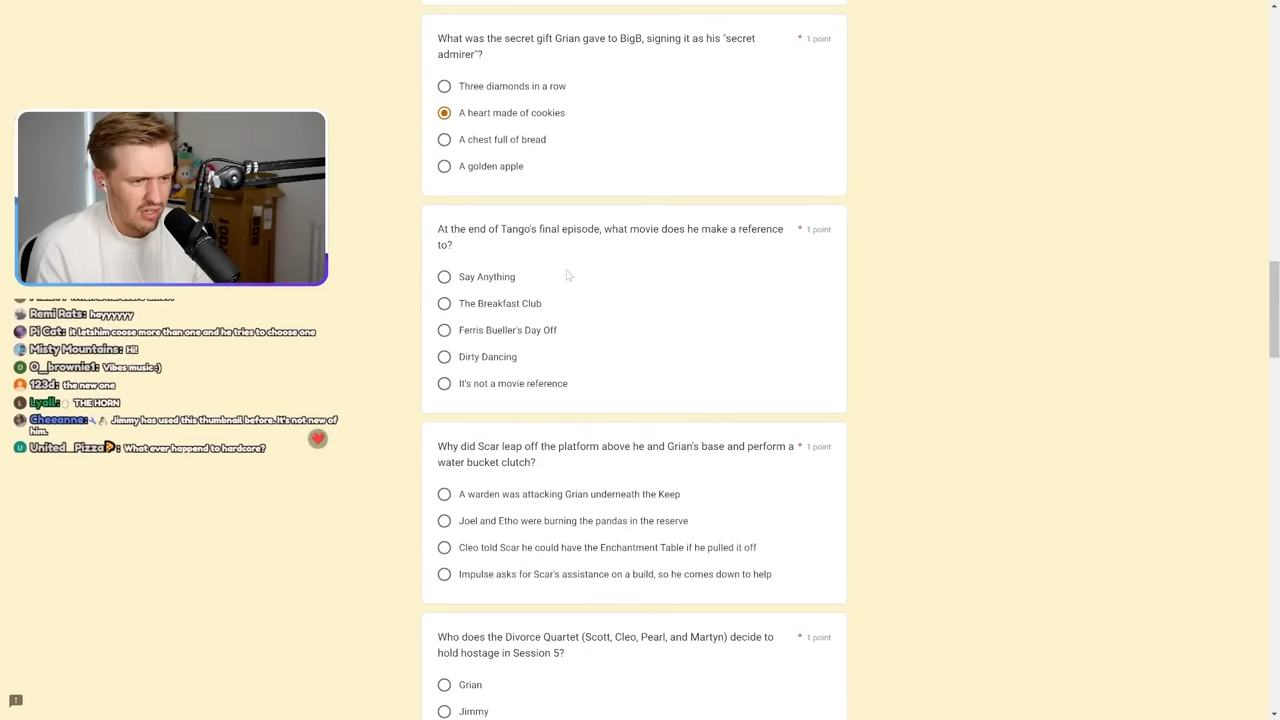 What was the secret gift Grian gave to BigB, signing it as his "secret
admirer"?
* 1 point
Three diamonds in a row
A heart made of cookies
A chest full of bread
A golden apple
At the end of Tango's final episode, what movie does he make a reference
to?
* 1 point
Say Anything
The Breakfast Club
Ferris Bueller's Day Off
Dirty Dancing
It's not a movie reference
Why did Scar leap off the platform above he and Grian's base and perform a
water bucket clutch?
* 1 point
A warden was attacking Grian underneath the Keep
Joel and Etho were burning the pandas in the reserve
Cleo told Scar he could have the Enchantment Table if he pulled it off
Impulse asks for Scar's assistance on a build, so he comes down to help
Who does the Divorce Quartet (Scott, Cleo, Pearl, and Martyn) decide to
hold hostage in Session 5?
* 1 point
Grian
Jimmy
Remi Rats: hayyyyyy
Pi Cat: it letshim coose more than one and he tries to choose one
Misty Mountains: Hi!
O_brownie1: Vibes music:)
123d: the new one
Lyall: THE HORN
Cheeanne: Jimmy has used this thumbnail before. It's not new of
him.
United_Pizza: What ever happend to hardcore?